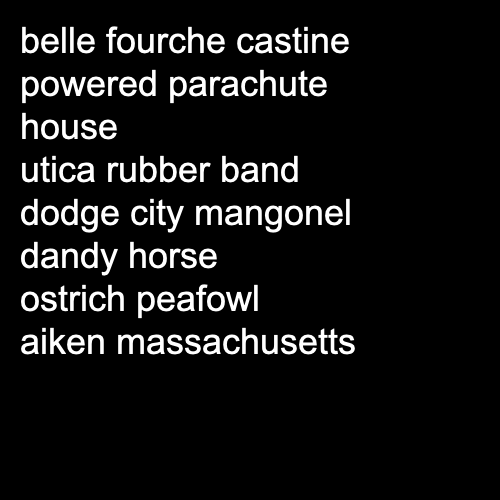 belle fourche castine
powered parachute
house
utica rubber band
dodge city mangonel
dandy horse
ostrich peafowl
aiken massachusetts